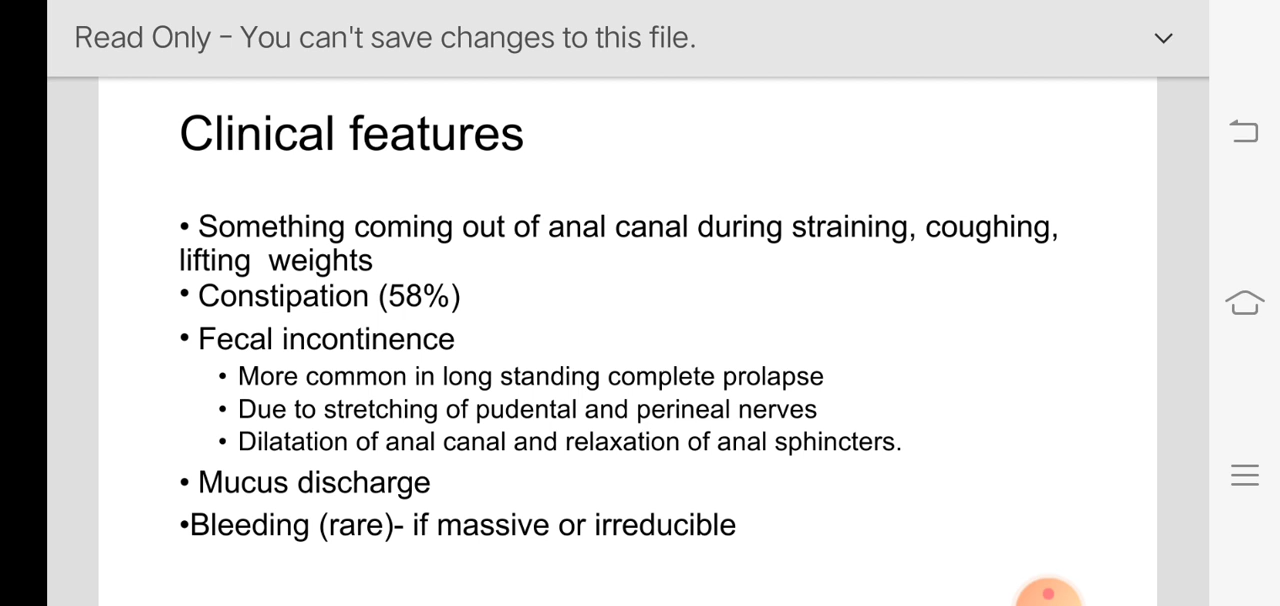 Read Only - You can't save changes to this file.
Clinical features
• Something coming out of anal canal during straining, coughing,
lifting  weights
• Constipation (58%)
• Fecal incontinence
• More common in long standing complete prolapse
• Due to stretching of pudental and perineal nerves
• Dilatation of anal canal and relaxation of anal sphincters.
• Mucus discharge
•Bleeding (rare)- if massive or irreducible